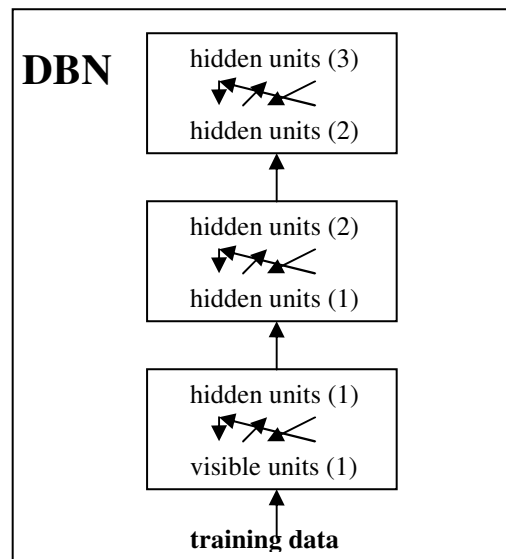 DBN
hidden units (3)
hidden units (2)
hidden units (2)
hidden units (1)
hidden units (1)
visible units (1)
training data